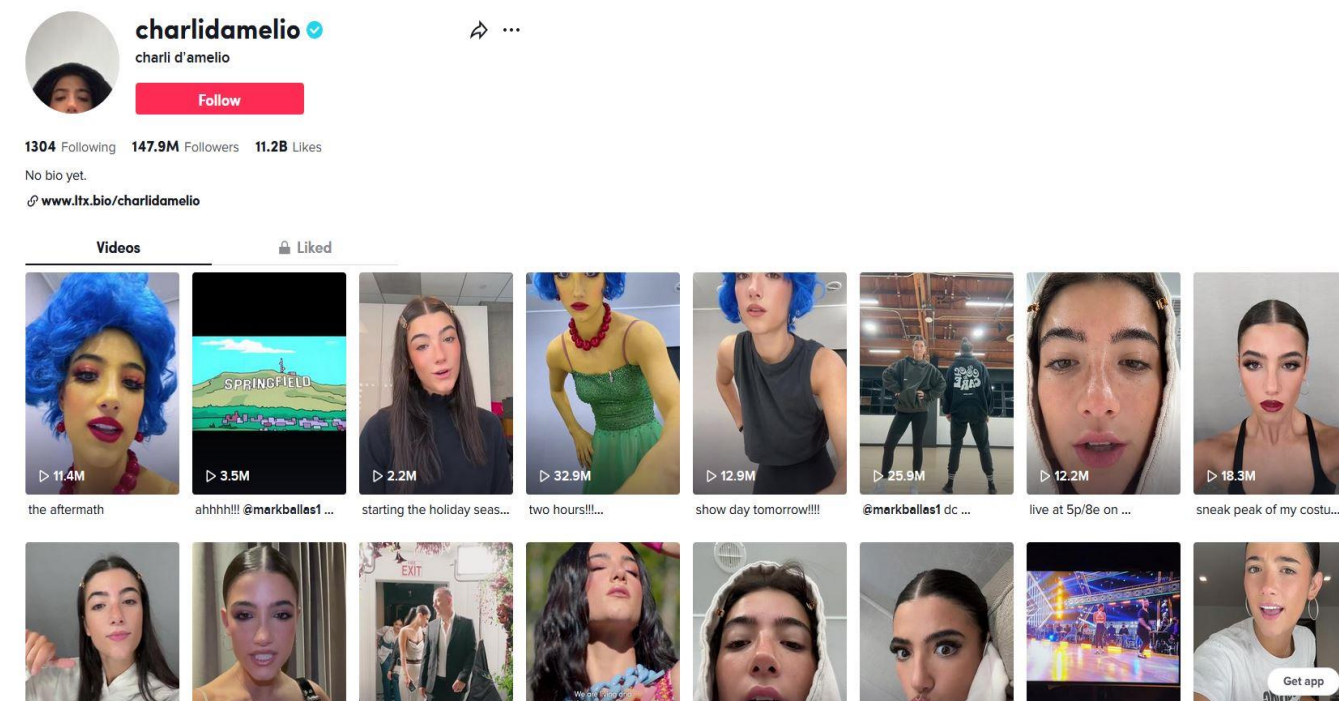 charlidamelio
charli d'amelio
Follow
1304 Following 147.9M Followers 11.2B Likes
No bio yet.
www.ltx.bio/charlidamelio
Videos Liked
SPRINGFIELD
11.4M 3.5M 2.2M 32.9M 12.9M 25.9M 12.2M 18.3M
the aftermath ahhhh!!! @markballas1 ... starting the holiday seas... two hours!!!... show day tomorrow!!!! @markballas1 dc ... live at 5p/8e on ... sneak peak of my costu...
EXIT
We are
Get app